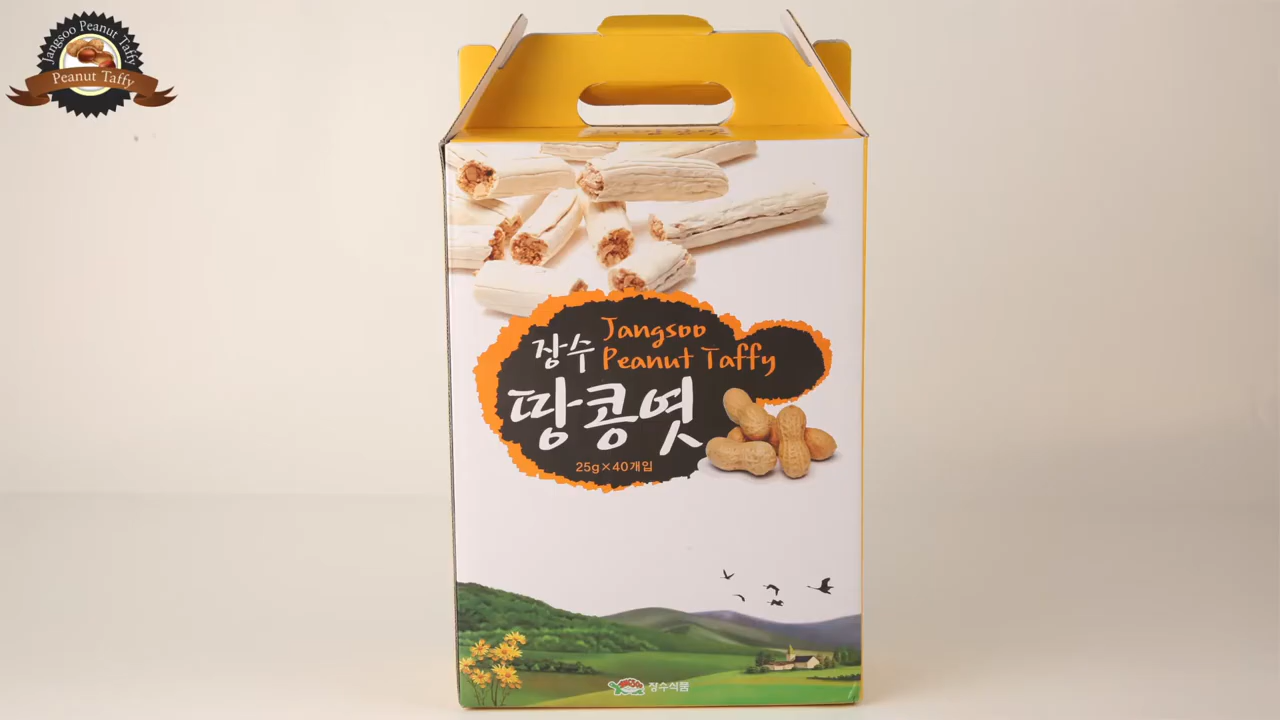 Jangsoo Peanut Taffy
Peanut Taffy
장수
Jangsoo
Peanut Taffy
땅콩엿
25g×40개입
장수식품